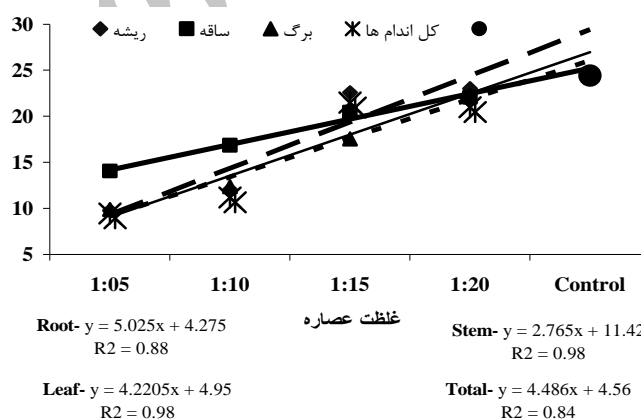 ریشه ساقه برگ کل اندام ها
30
25
20
15
10
5
1:05 1:10 1:15 1:20 Control
غلظت عصاره
Root- y = 5.025x + 4.275
R2 = 0.88
Stem- y = 2.765x + 11.42
R2 = 0.98
Leaf- y = 4.2205x + 4.95
R2 = 0.98
Total- y = 4.486x + 4.56
R2 = 0.84